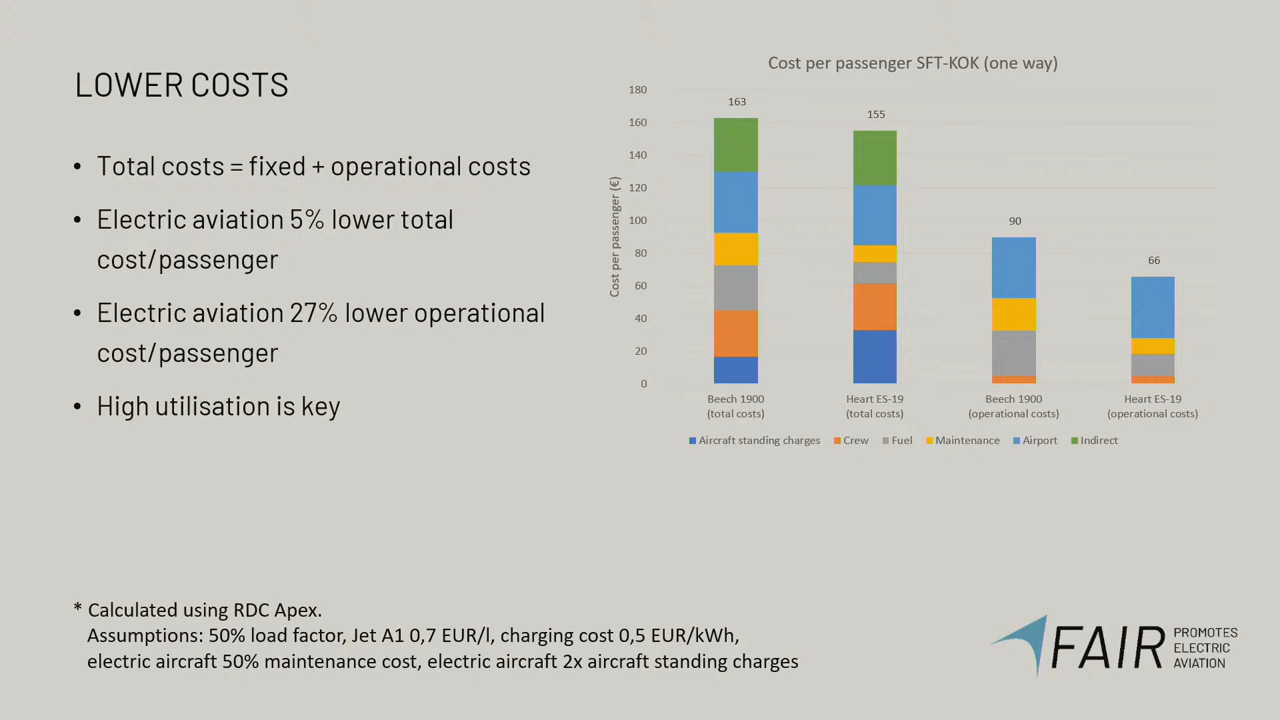 LOWER COSTS
• Total costs = fixed + operational costs
• Electric aviation 5% lower total
cost/passenger
• Electric aviation 27% lower operational
cost/passenger
• High utilisation is key
Cost per passenger SFT-KOK (one way)
Cost per passenger (€)
180
160
140
120
100
80
60
40
20
0
163
155
90
66
Beech 1900
(total costs)
Heart ES-19
(total costs)
Beech 1900
(operational costs)
Heart ES-19
(operational costs)
Aircraft standing charges Crew Fuel Maintenance Airport Indirect
* Calculated using RDC Apex.
Assumptions: 50% load factor, Jet A1 0,7 EUR/l, charging cost 0,5 EUR/kWh,
electric aircraft 50% maintenance cost, electric aircraft 2x aircraft standing charges
FAIR
PROMOTES
ELECTRIC
AVIATION